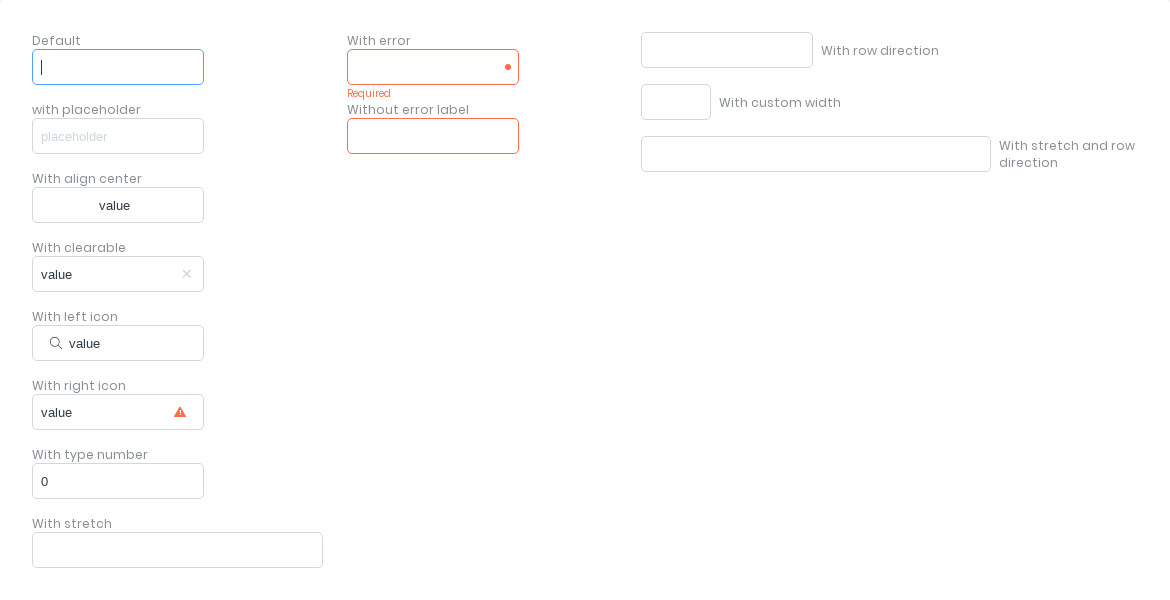 Default
with placeholder
placeholder
With align center
value
With clearable
value
With left icon
value
With right icon
value
With type number
0
With stretch
With error
Required
Without error label
With row direction
With custom width
With stretch and row
direction